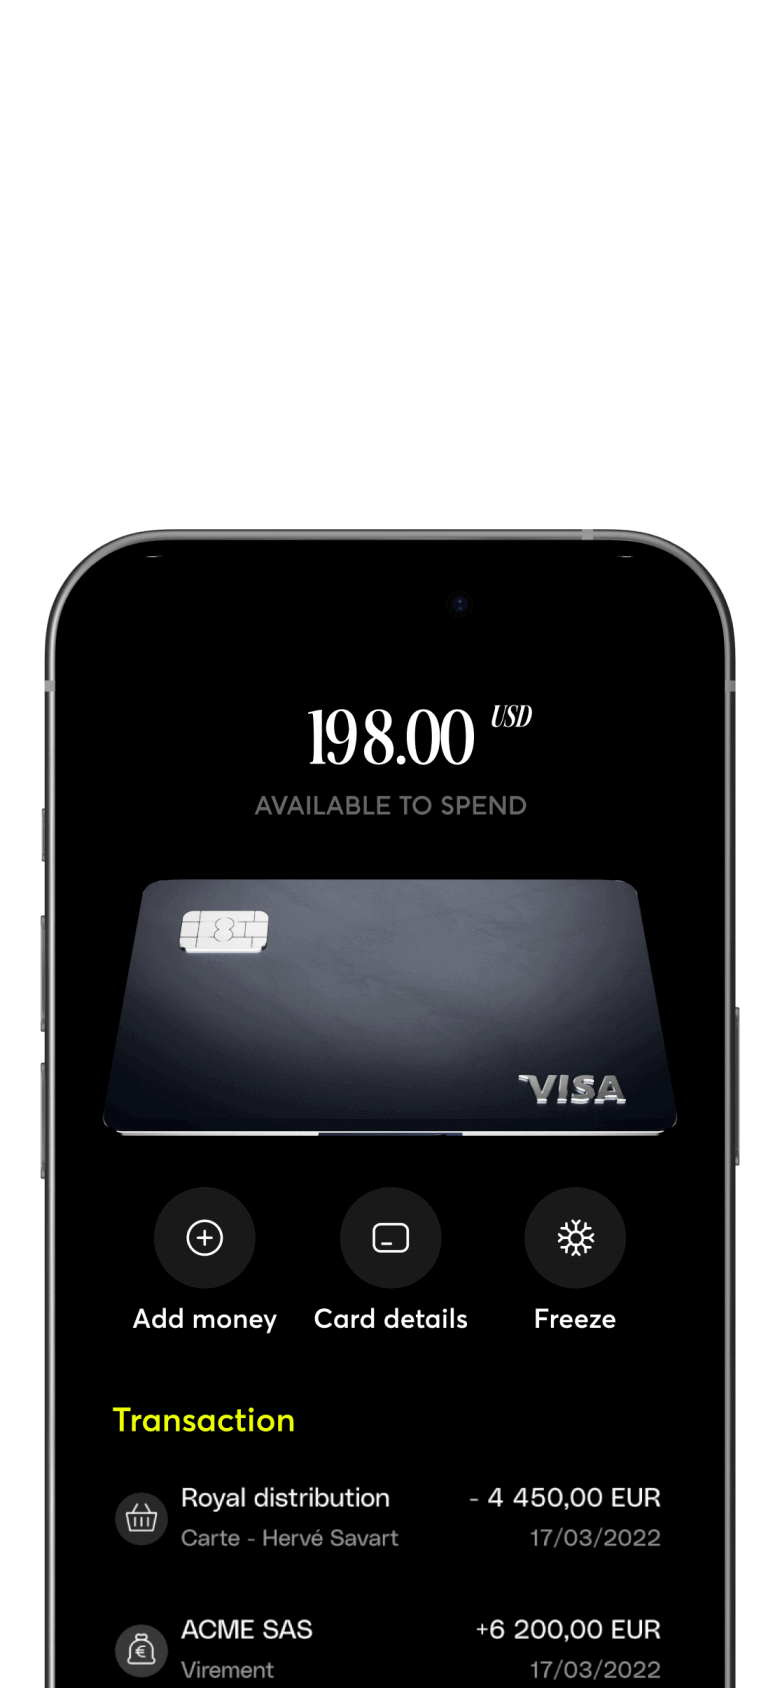 198.00 USD
AVAILABLE TO SPEND
VISA
Add money Card details Freeze
Transaction
Royal distribution - 4 450,00 EUR
Carte - Hervé Savart 17/03/2022
ACME SAS +6 200,00 EUR
Virement 17/03/2022